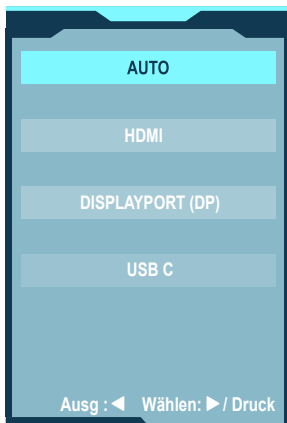 AUTO
HDMI
DISPLAYPORT (DP)
USB C
Ausg : ◀ Wählen: ▶ / Druck